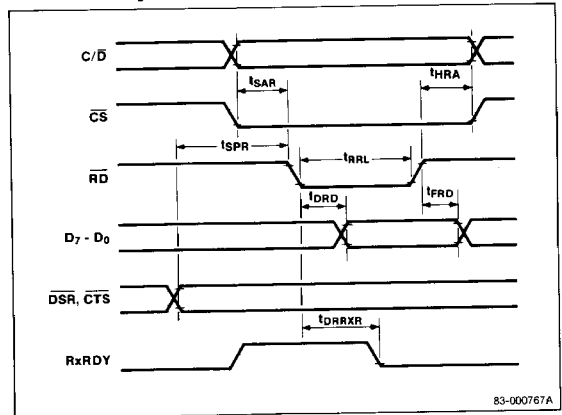 C/D̅
tSAR
tHRA
C̅S̅
tSPR
tRRL
R̅D̅
tDRD
tFRD
D7 - D0
D̅S̅R̅, C̅T̅S̅
tDRRXR
RxRDY
83-000767A